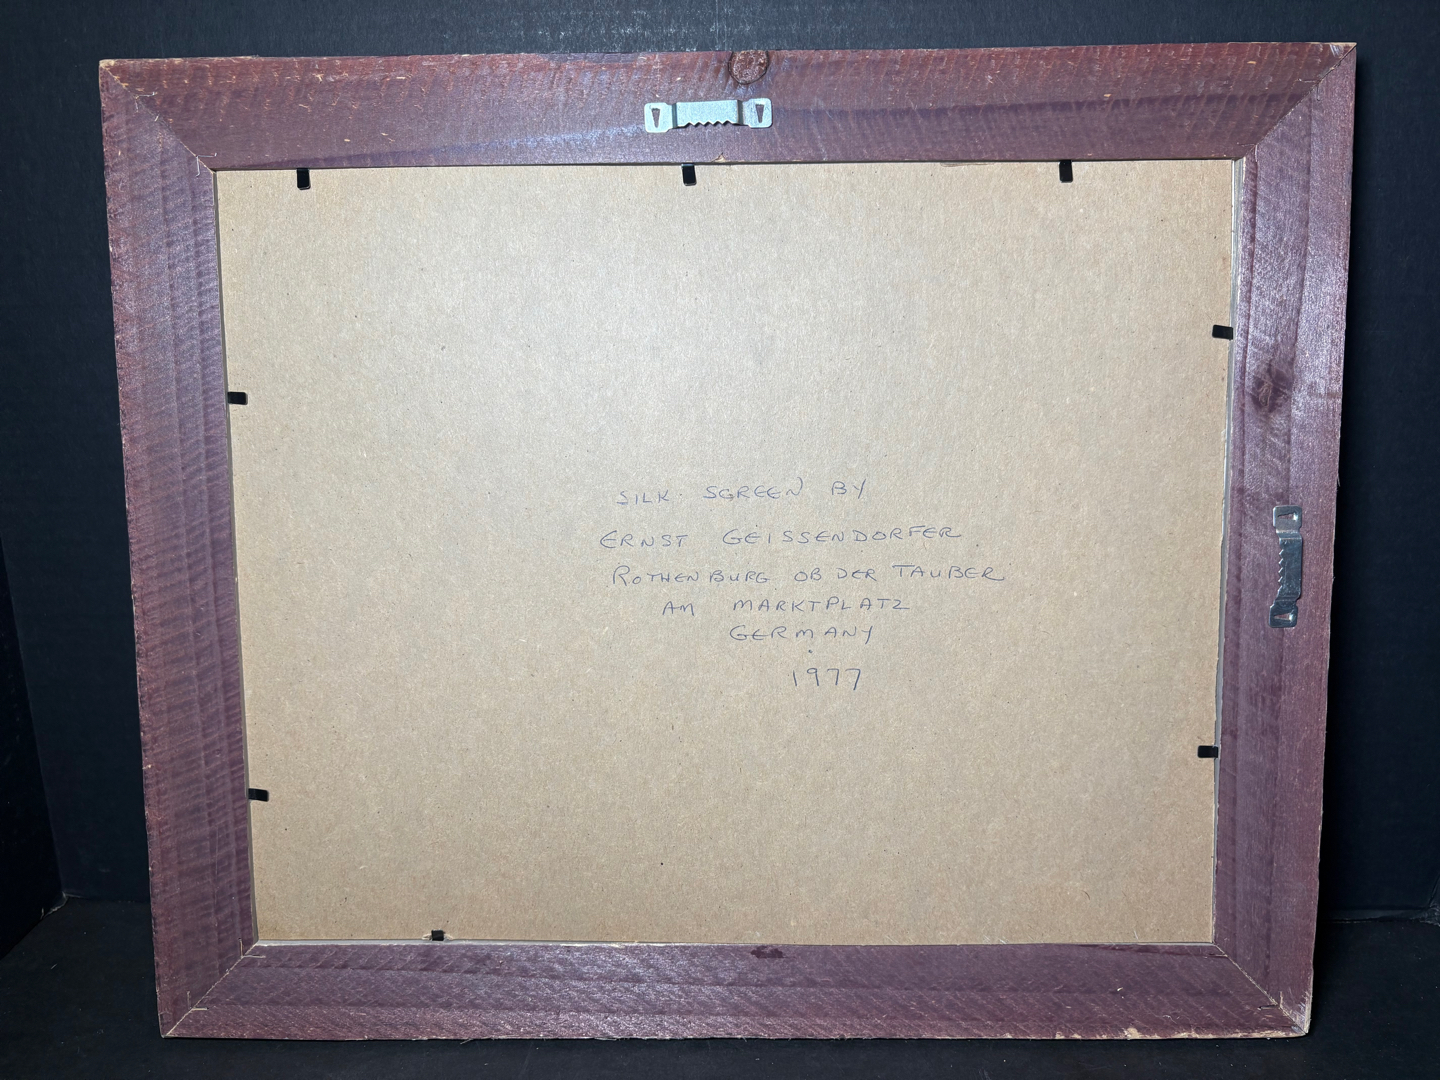 SILK SGREEN BY
ERNST GEISSENDORFER
ROTHENBURG OB DER TAUBER
AM MARKTPLATZ
GERMANY
1977